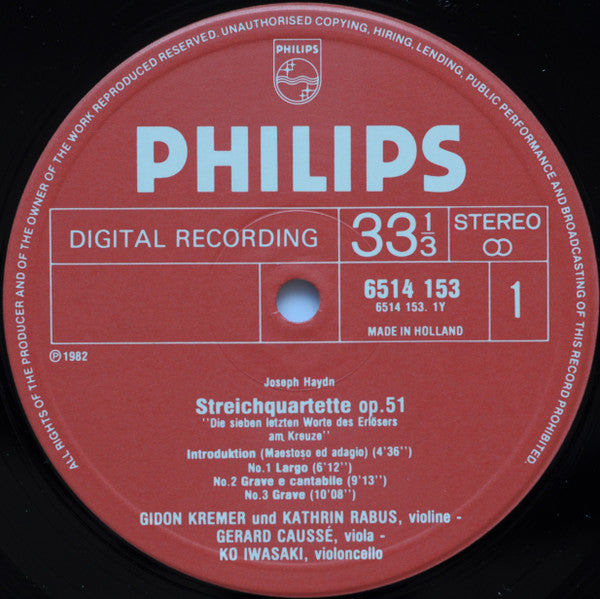 ALL RIGHTS OF THE PRODUCER AND OF THE OWNER OF THE WORK REPRODUCED RESERVED. UNAUTHORISED COPYING, HIRING, LENDING, PUBLIC PERFORMANCE AND BROADCASTING OF THIS RECORD PROHIBITED.
PHILIPS
PHILIPS
DIGITAL RECORDING
33 1/3
STEREO
6514 153
6514 153. 1Y
1
MADE IN HOLLAND
Ⓟ1982
Joseph Haydn
Streichquartette op.51
"Die sieben letzten Worte des Erlösers
am Kreuze"
Introduktion (Maestoso ed adagio) (4'36")
No.1 Largo (6'12")
No.2 Grave e cantabile (9'13")
No.3 Grave (10'08")
GIDON KREMER und KATHRIN RABUS, violine -
GERARD CAUSSÉ, viola -
KO IWASAKI, violoncello